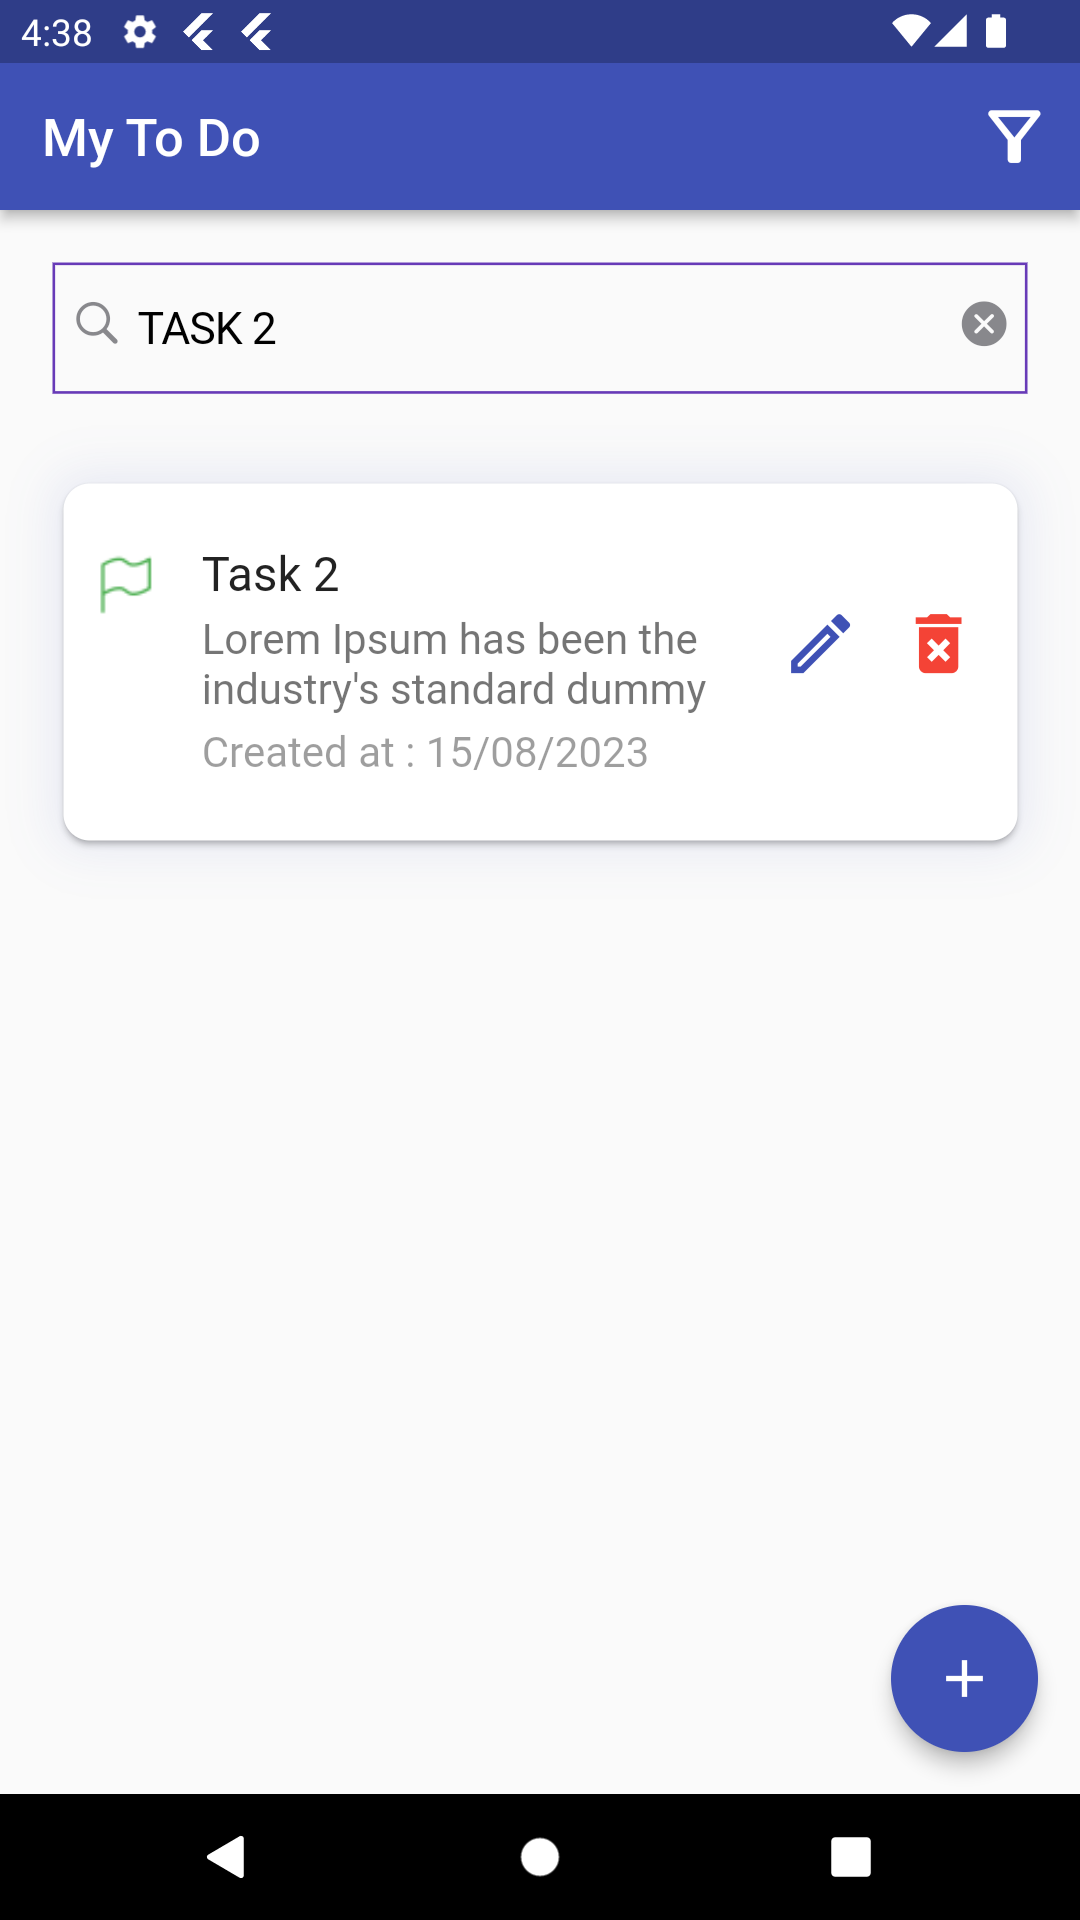 4:38
My To Do
TASK 2
Task 2
Lorem Ipsum has been the
industry's standard dummy
Created at : 15/08/2023